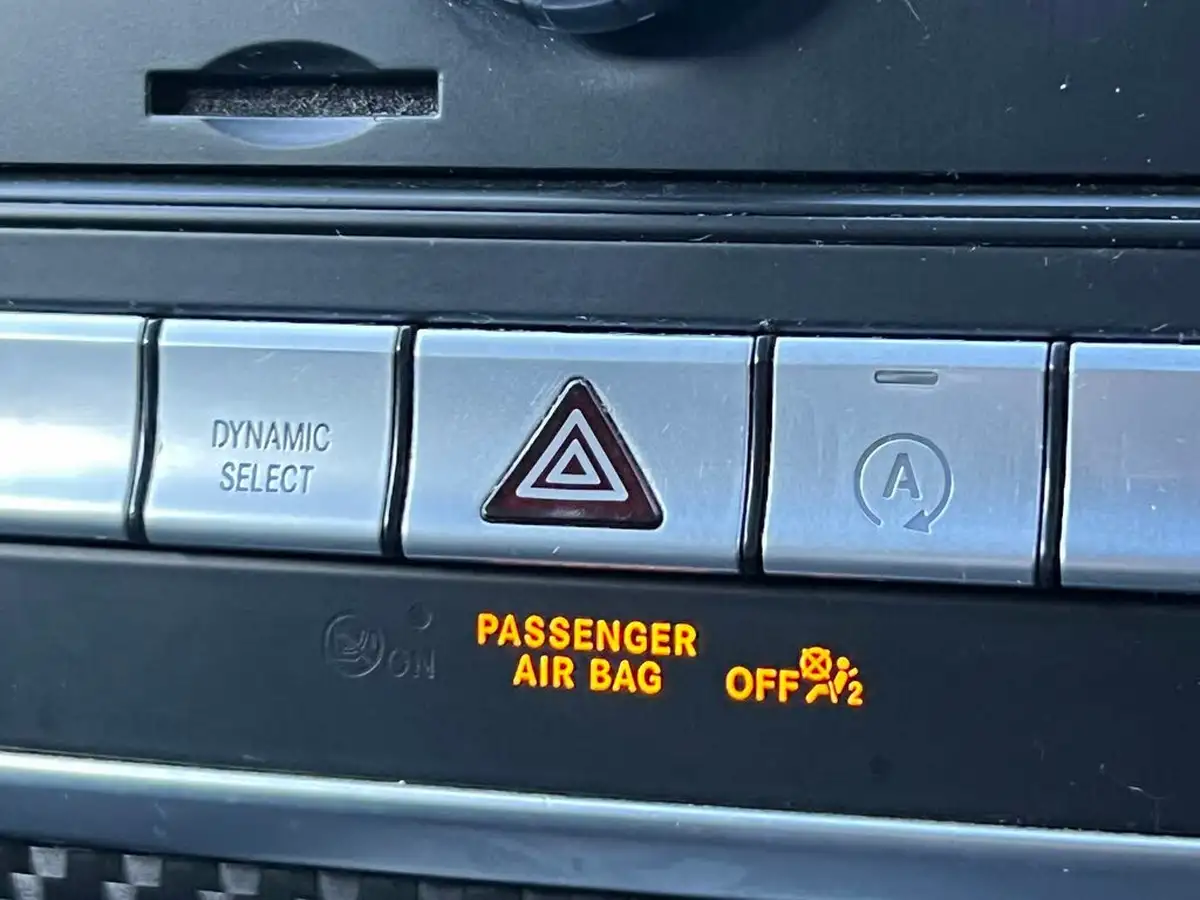 DYNAMIC
SELECT
A
PASSENGER
AIR BAG
ON
OFF
2